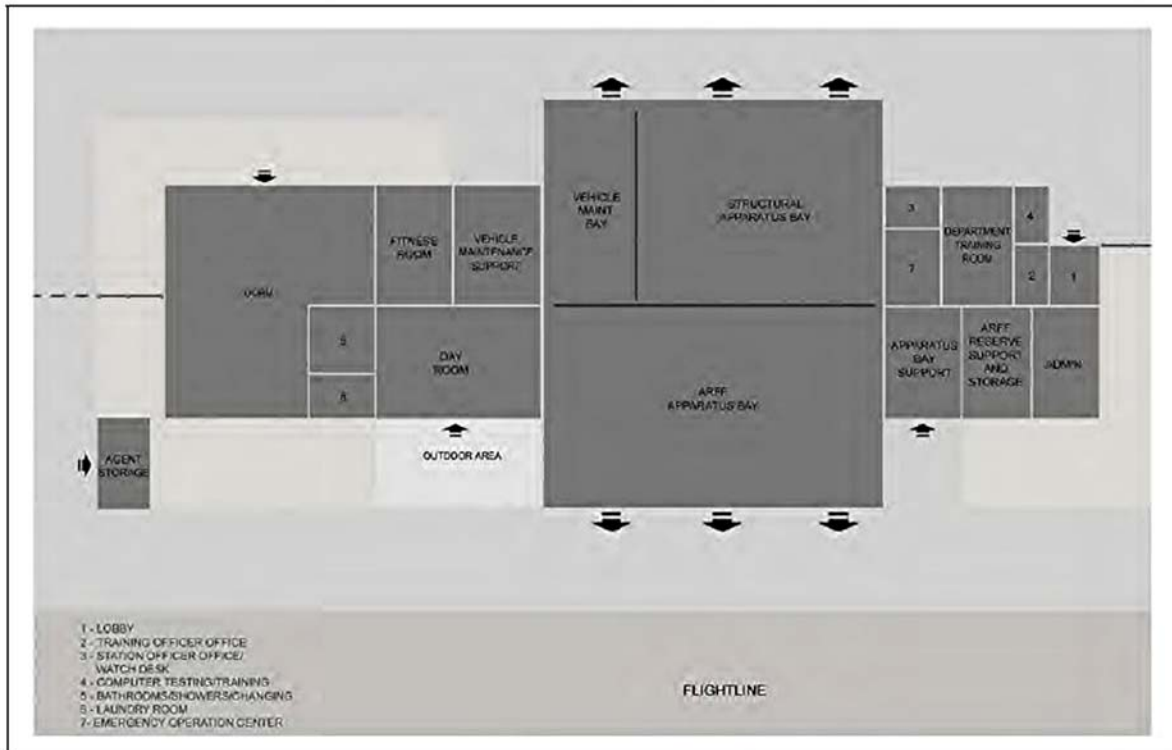 VEHICLE
MAINT
BAY
STRUCTURAL
APPARATUS BAY
3
4
FITNESS
ROOM
VEHICLE
MAINTENANCE
SUPPORT
DEPARTMENT
TRAINING
ROOM
7
2
1
DORM
5
DAY
ROOM
APPARATUS
BAY
SUPPORT
ARFF
RESERVE
SUPPORT
AND
STORAGE
ADMIN
6
ARFF
APPARATUS BAY
AGENT
STORAGE
OUTDOOR AREA
1 - LOBBY
2 - TRAINING OFFICER OFFICE
3 - STATION OFFICER OFFICE/
WATCH DESK
4 - COMPUTER TESTING/TRAINING
5 - BATHROOMS/SHOWERS/CHANGING
6 - LAUNDRY ROOM
7- EMERGENCY OPERATION CENTER
FLIGHTLINE